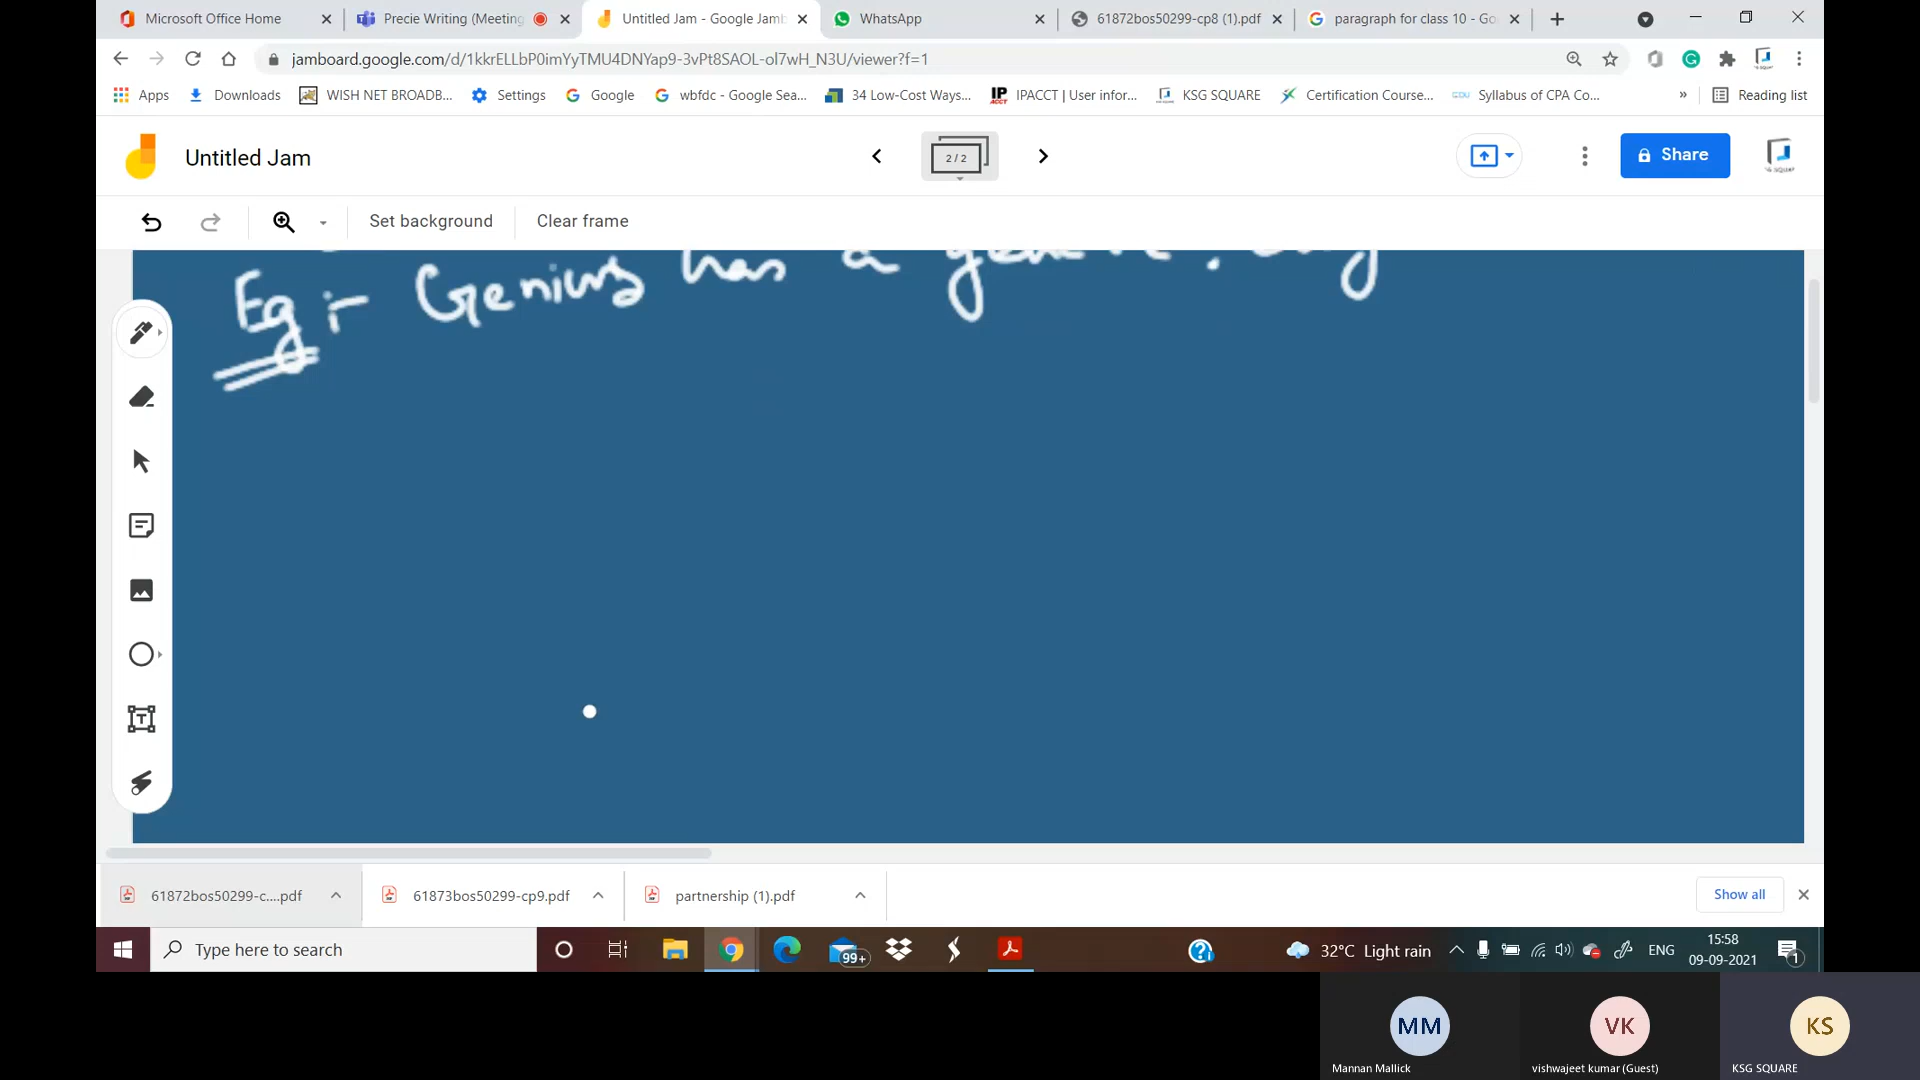 Microsoft Office Home
Precie Writing (Meeting
Untitled Jam - Google Jamb
WhatsApp
61872bos50299-cp8 (1).pdf
paragraph for class 10 - Go
jamboard.google.com/d/1kkrELLbP0imYyTMU4DNYap9-3vPt8SAOL-ol7wH_N3U/viewer?f=1
Apps
Downloads
WISH NET BROADB...
Settings
Google
wbfdc - Google Sea...
34 Low-Cost Ways...
IPACCT | User infor...
KSG SQUARE
Certification Course...
Syllabus of CPA Co...
»
Reading list
Untitled Jam
2 / 2
Share
Set background
Clear frame
Eg :- Genius has a
61872bos50299-c....pdf
61873bos50299-cp9.pdf
partnership (1).pdf
Show all
Type here to search
99+
32°C Light rain
ENG
15:58
09-09-2021
1
MM
VK
KS
Mannan Mallick
vishwajeet kumar (Guest)
KSG SQUARE